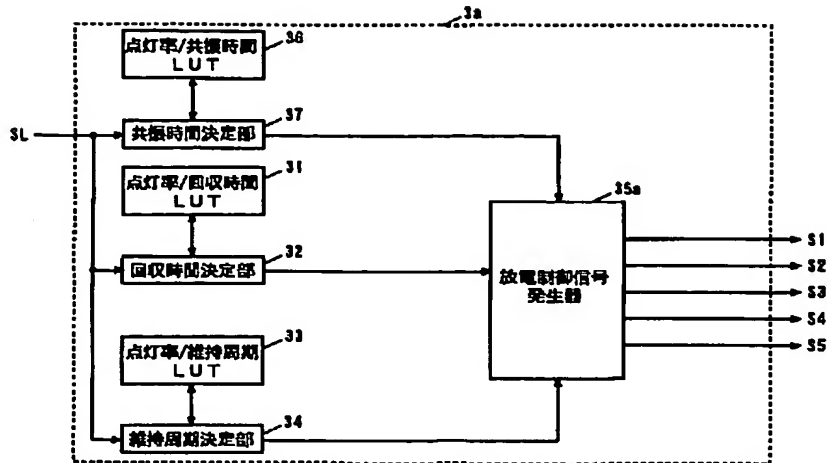 3a
点灯率/共振時間
LUT
36
SL
共振時間決定部
37
点灯率/回収時間
LUT
31
回収時間決定部
32
点灯率/維持周期
LUT
33
維持周期決定部
34
35a
放電制御信号
発生器
S1
S2
S3
S4
S5